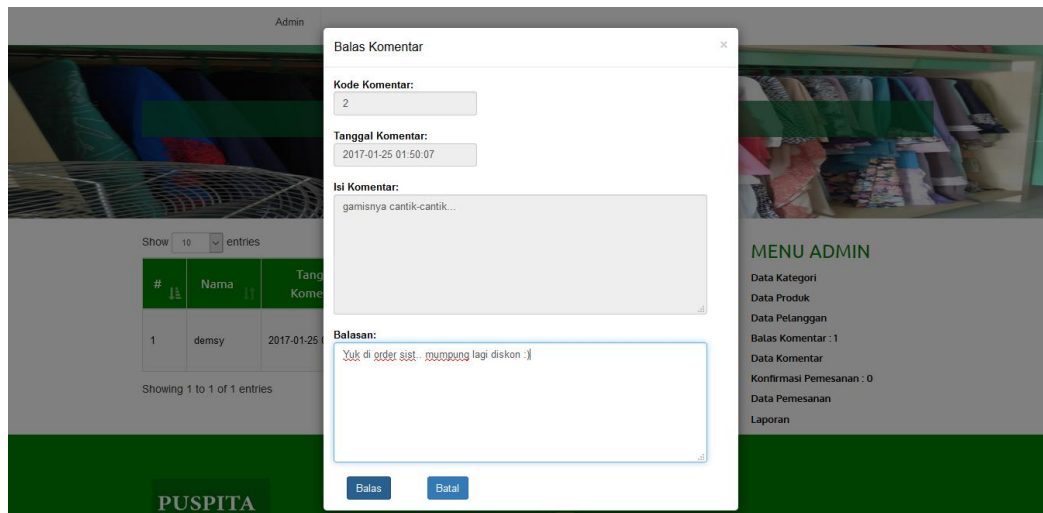 Admin
Balas Komentar
×
Kode Komentar:
2
Tanggal Komentar:
2017-01-25 01:50:07
Isi Komentar:
gamisnya cantik-cantik...
Balasan:
Yuk di order sist.. mumpung lagi diskon :)
Balas Batal
Show 10 entries
# Nama Tang
Kome
1 demsy 2017-01-25
Showing 1 to 1 of 1 entries
MENU ADMIN
Data Kategori
Data Produk
Data Pelanggan
Balas Komentar : 1
Data Komentar
Konfirmasi Pemesanan : 0
Data Pemesanan
Laporan
PUSPITA